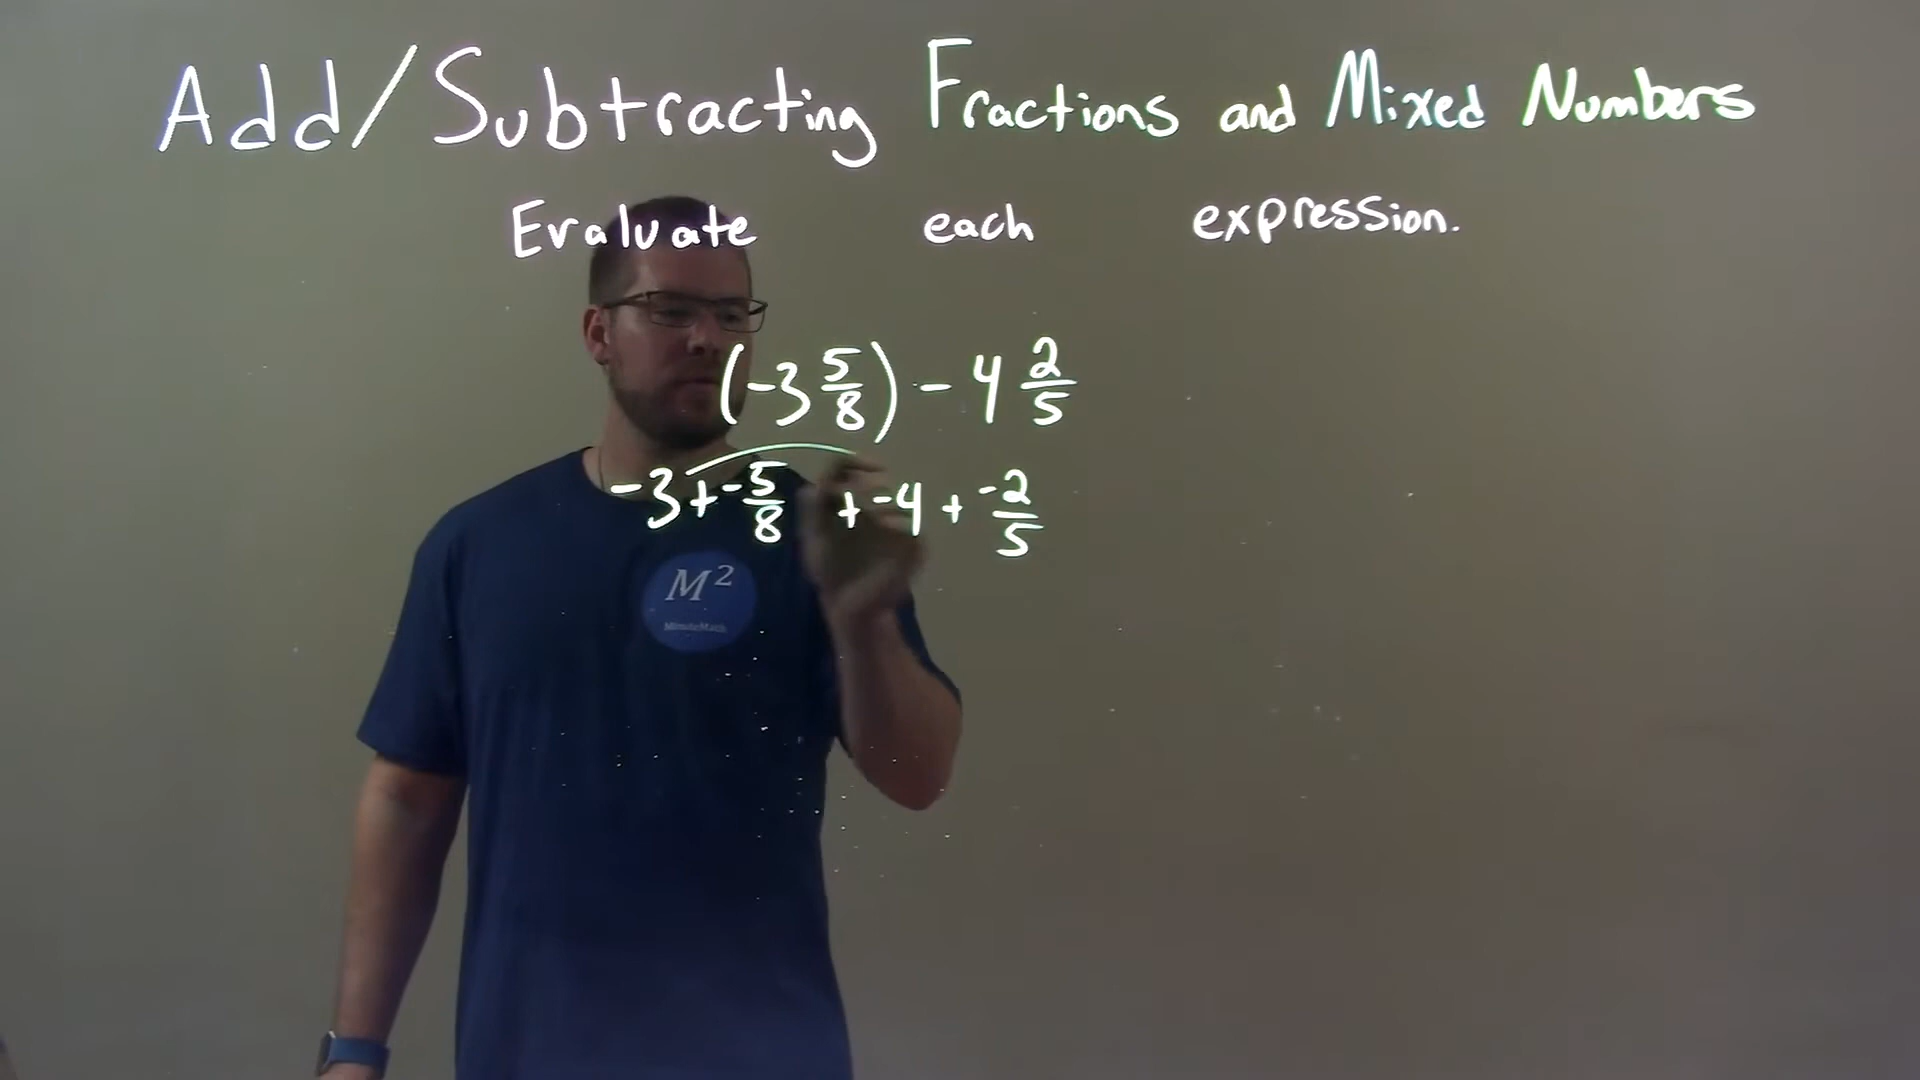 Add/Subtracting Fractions and Mixed Numbers
Evaluate each expression.
(-3 5/8) - 4 2/5
-3 + -5/8 + -4 + -2/5
M²
MinuteMath